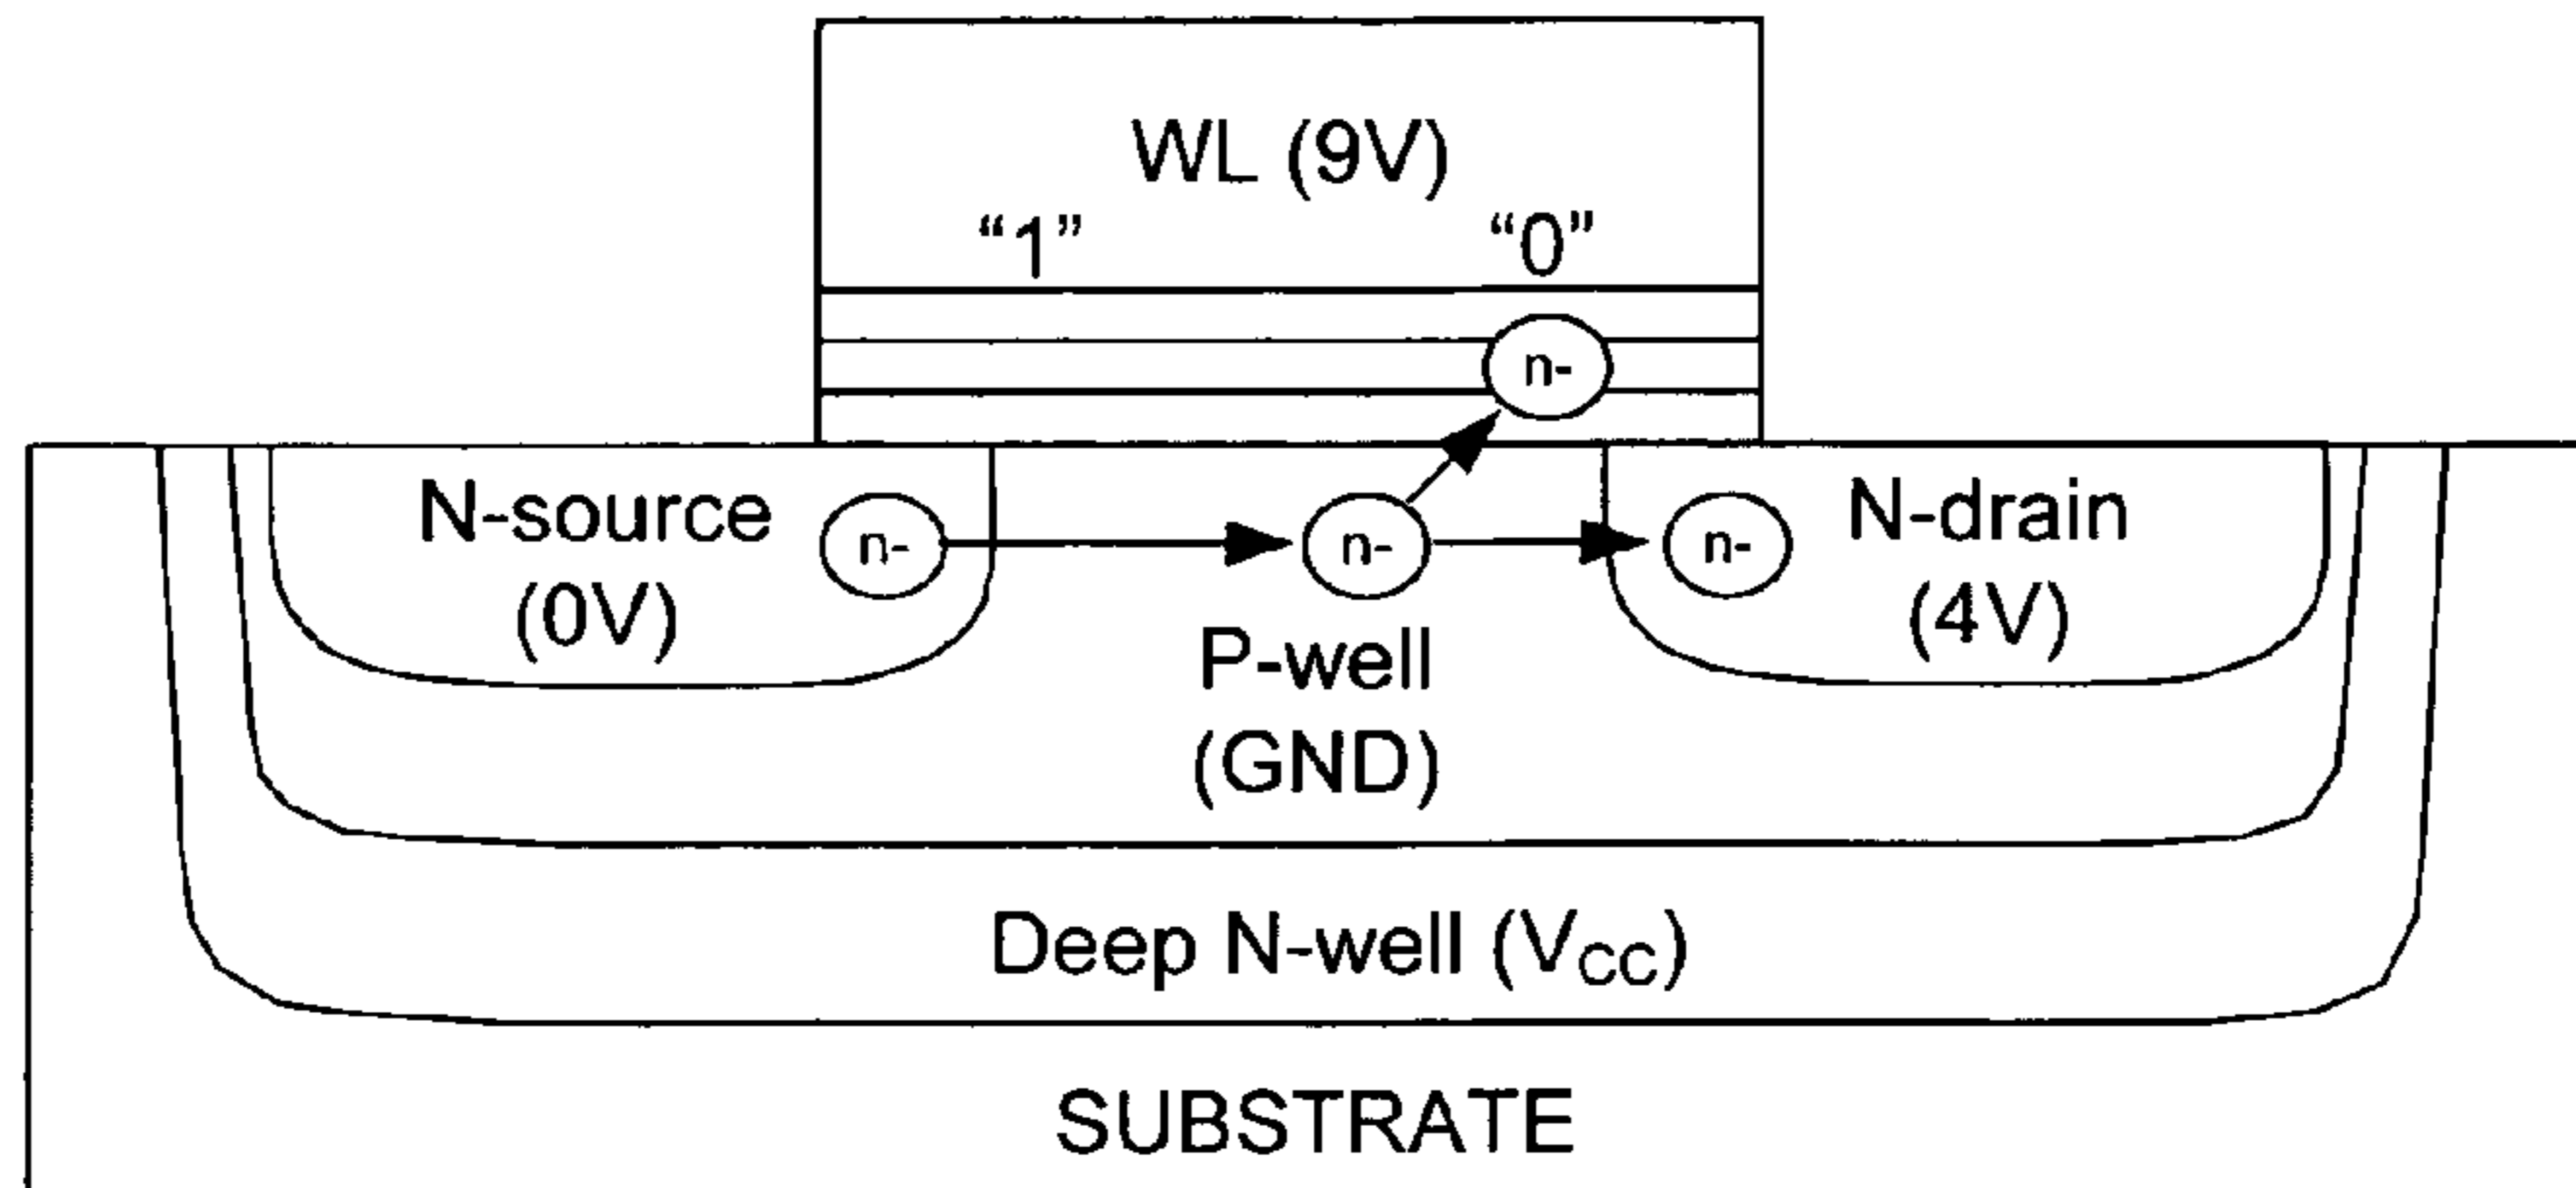 WL (9V)
“1” “0”
n-
N-source
(0V)
n-
n-
n-
N-drain
(4V)
P-well
(GND)
Deep N-well (VCC)
SUBSTRATE